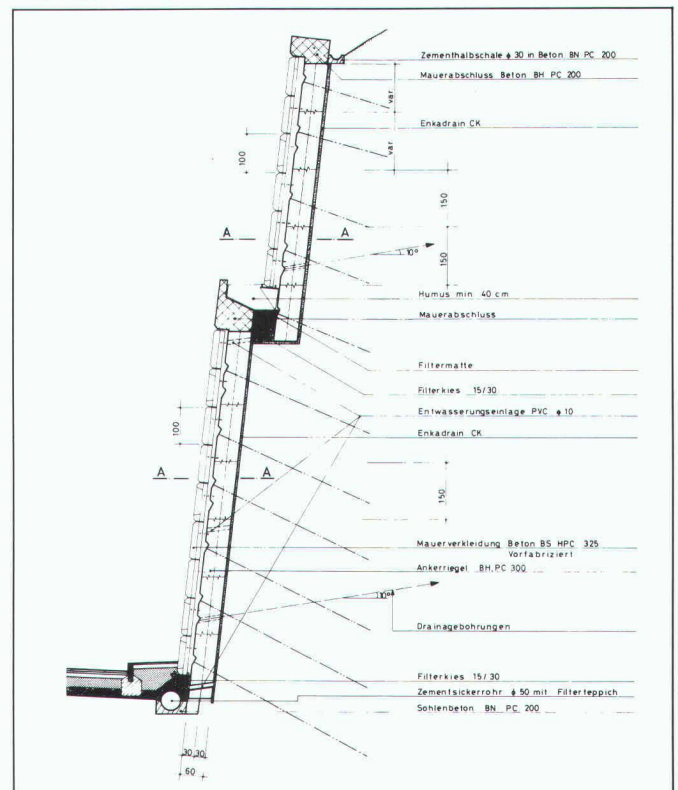 Zementhalbschale ϕ 30 in Beton BN PC 200
Mauerabschluss Beton BH PC 200
var
Enkadrain CK
var
100
150
A A
10°
150
Humus min. 40 cm
Mauerabschluss
Filtermatte
Filterkies 15/30
Entwasserungseinlage PVC ϕ 10
100
Enkadrain CK
A A
150
Mauerverkleidung Beton BS HPC 325
Vorfabriziert
Ankerriegel BH, PC 300
10°
Drainagebohrungen
Filterkies 15/30
Zementsickerrohr ϕ 50 mit Filterteppich
Sohlenbeton BN PC 200
30 30
60